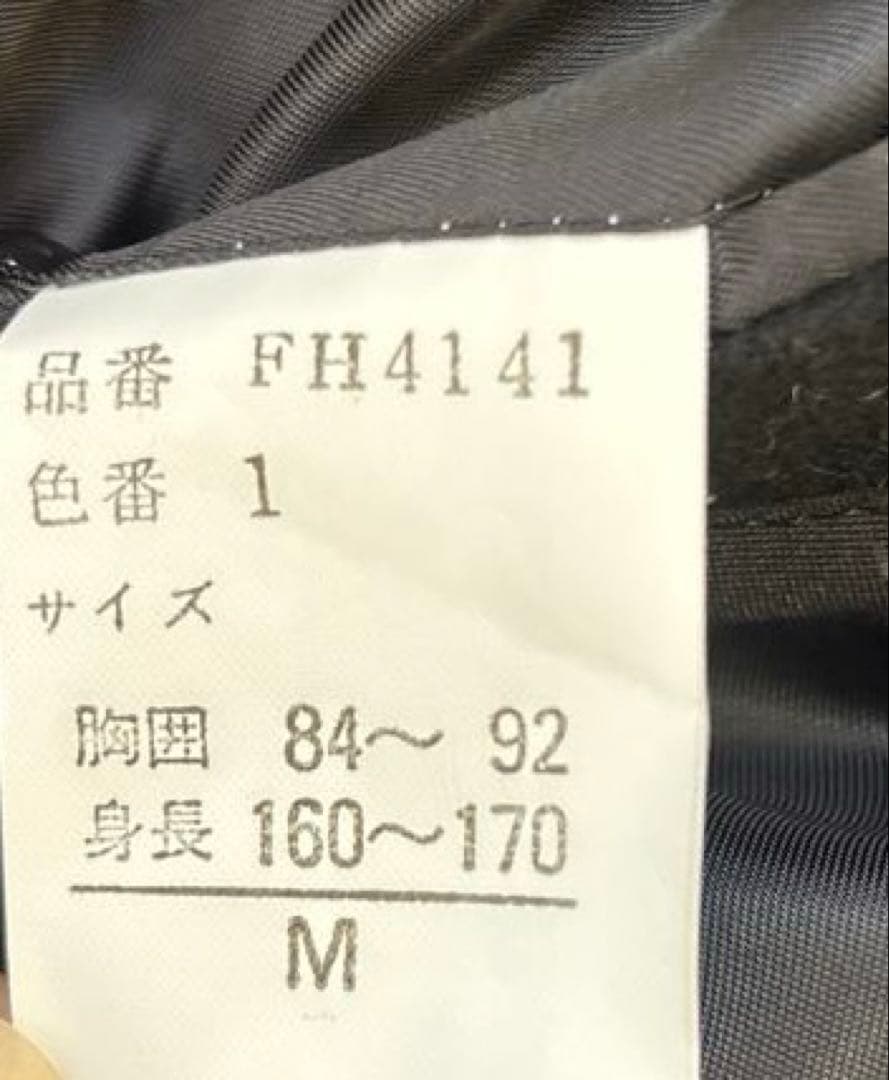 品番 FH4141
色番 1
サイズ
胸囲 84～ 92
身長 160～170
M